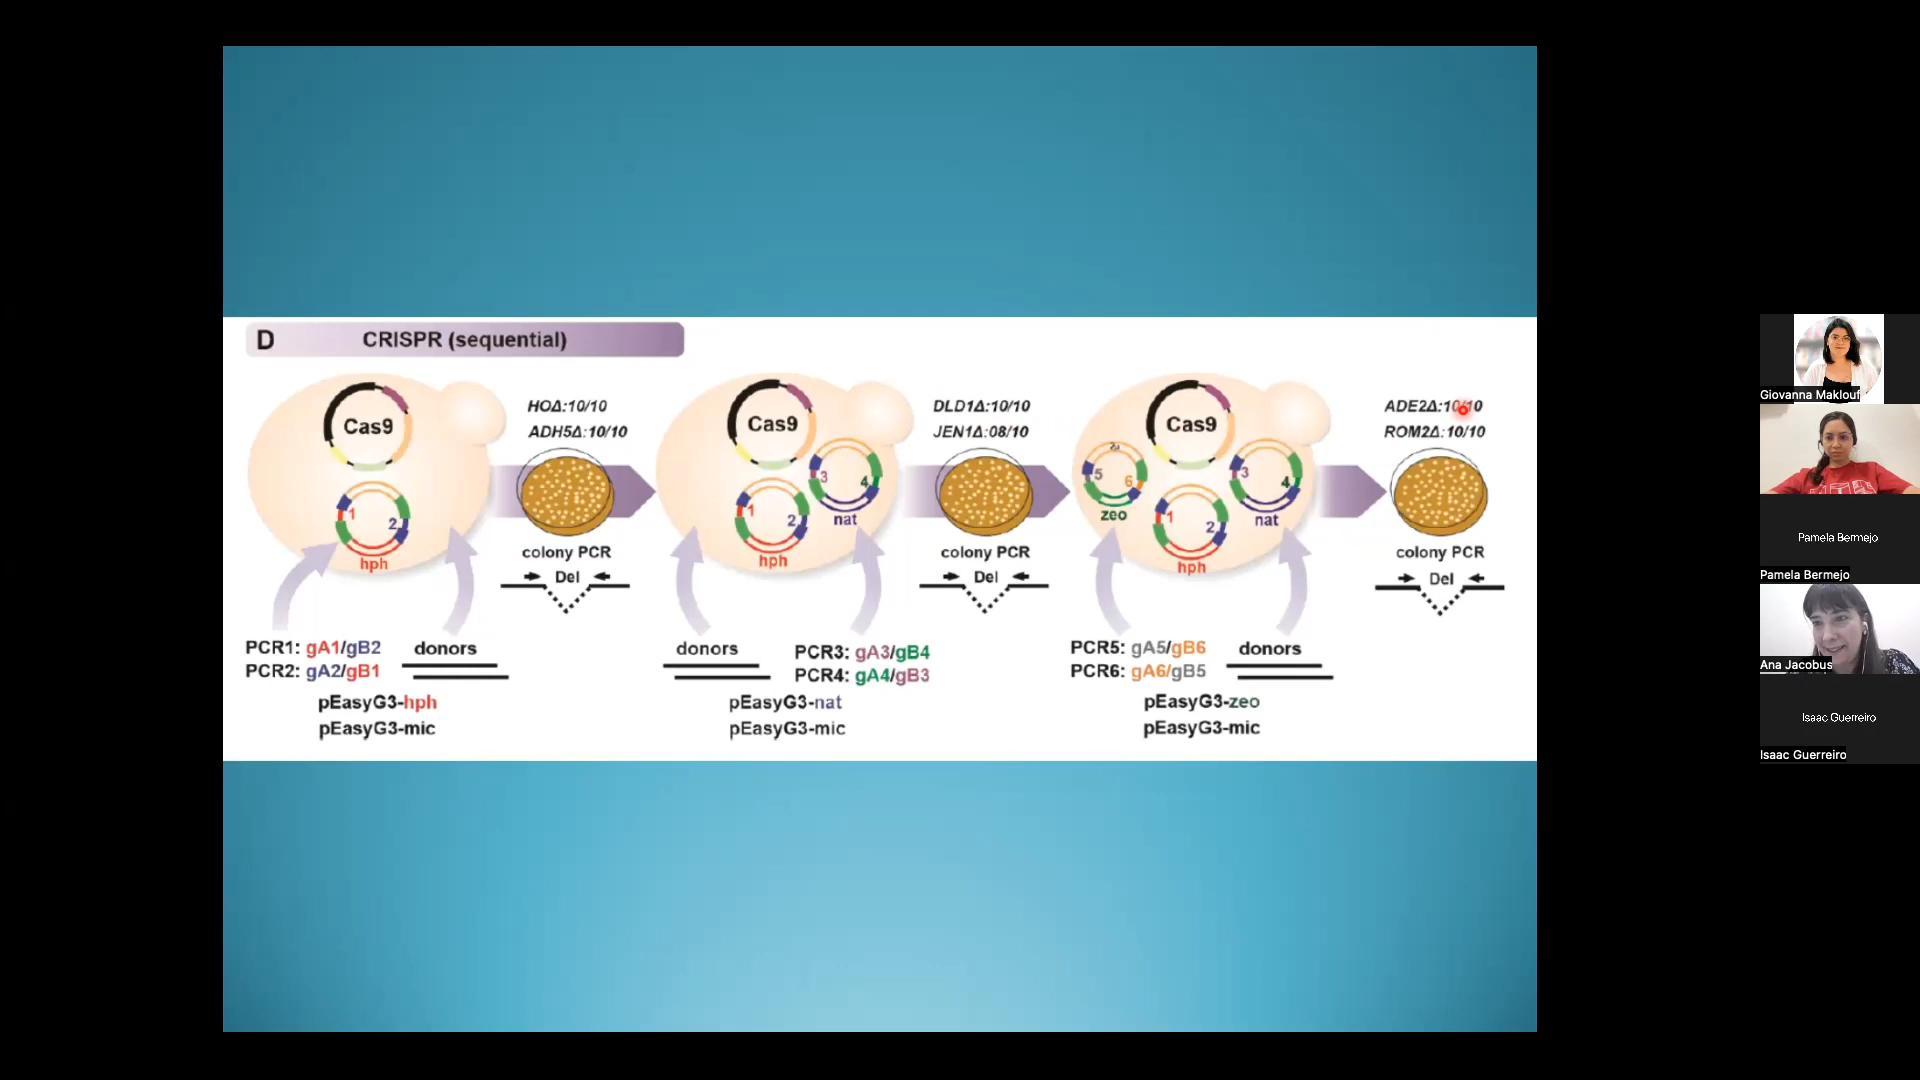 D CRISPR (sequential)
Cas9
1
2
hph
HOΔ:10/10
ADH5Δ:10/10
colony PCR
Del
PCR1: gA1/gB2
PCR2: gA2/gB1
donors
pEasyG3-hph
pEasyG3-mic
Cas9
3
4
nat
1
2
hph
DLD1Δ:10/10
JEN1Δ:08/10
colony PCR
Del
donors
PCR3: gA3/gB4
PCR4: gA4/gB3
pEasyG3-nat
pEasyG3-mic
Cas9
5
6
zeo
3
4
nat
1
2
hph
ADE2Δ:10/10
ROM2Δ:10/10
colony PCR
Del
PCR5: gA5/gB6
PCR6: gA6/gB5
donors
pEasyG3-zeo
pEasyG3-mic
Giovanna Maklouf
Pamela Bermejo
Pamela Bermejo
Ana Jacobus
Isaac Guerreiro
Isaac Guerreiro